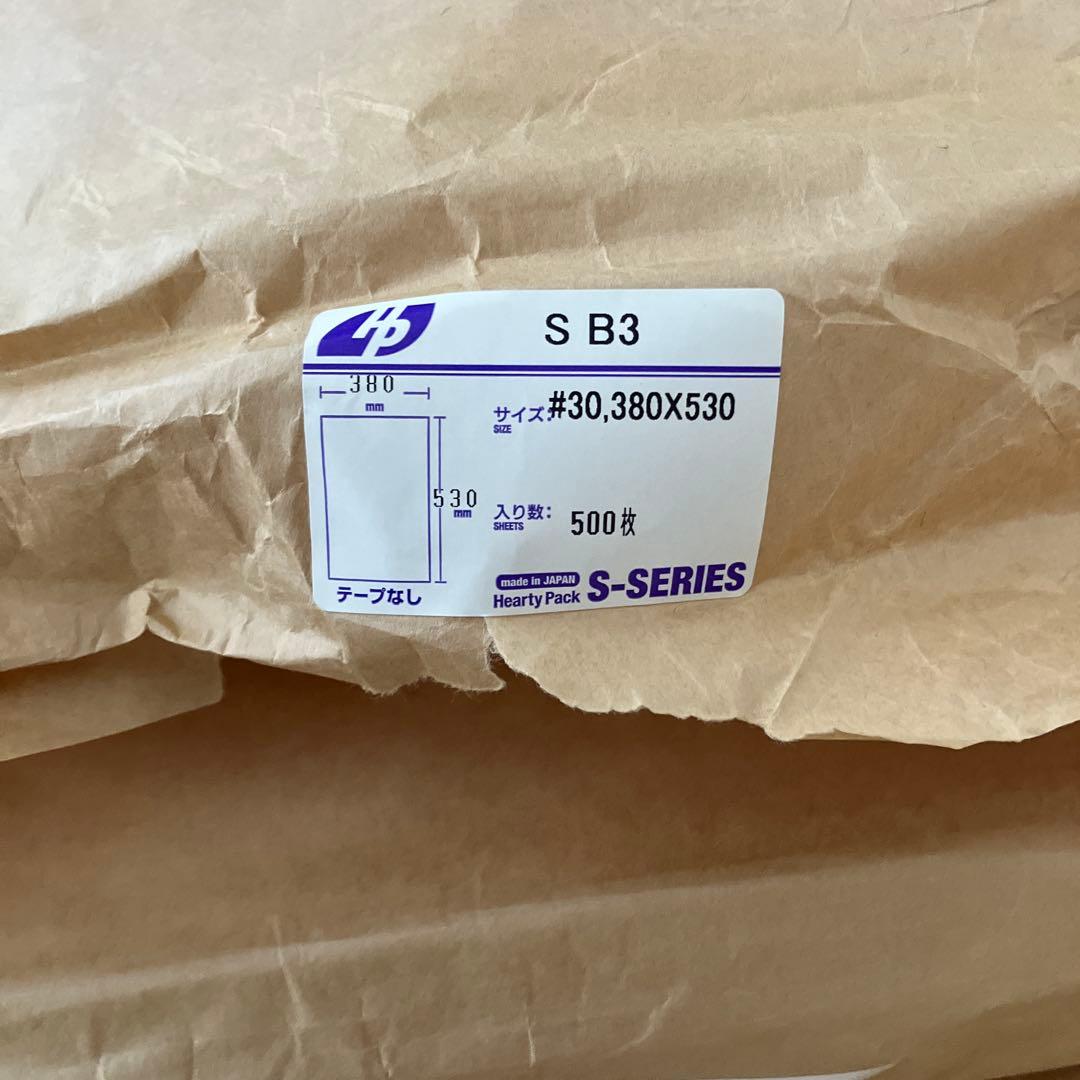 HP
S B3
380
mm
サイズ: #30,380X530
SIZE
530
mm
入り数: 500枚
SHEETS
made in JAPAN
Hearty Pack S-SERIES
テープなし